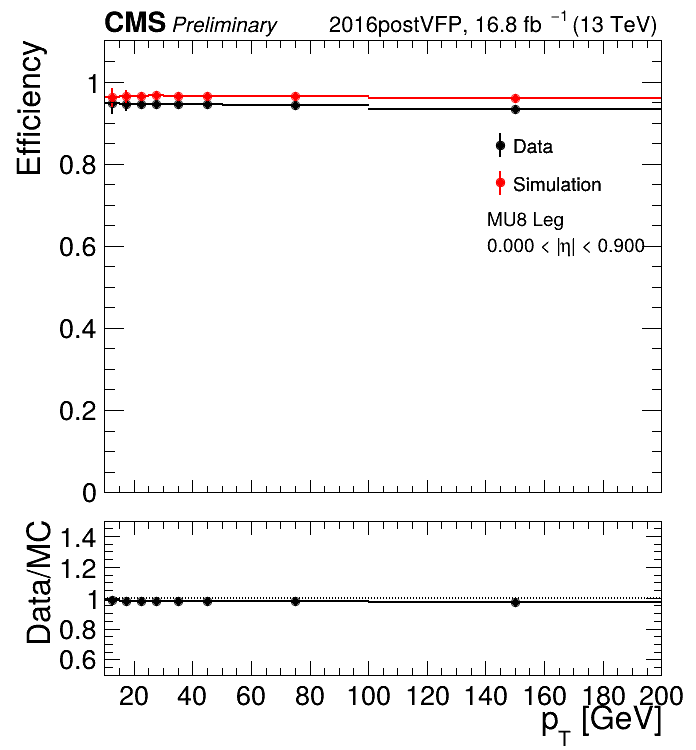 CMS Preliminary 2016postVFP, 16.8 fb⁻¹ (13 TeV)
Efficiency
1
0.8
0.6
0.4
0.2
0
Data
Simulation
MU8 Leg
0.000 < |η| < 0.900
Data/MC
1.4
1.2
1
0.8
0.6
20 40 60 80 100 120 140 160 180 200
p_T [GeV]